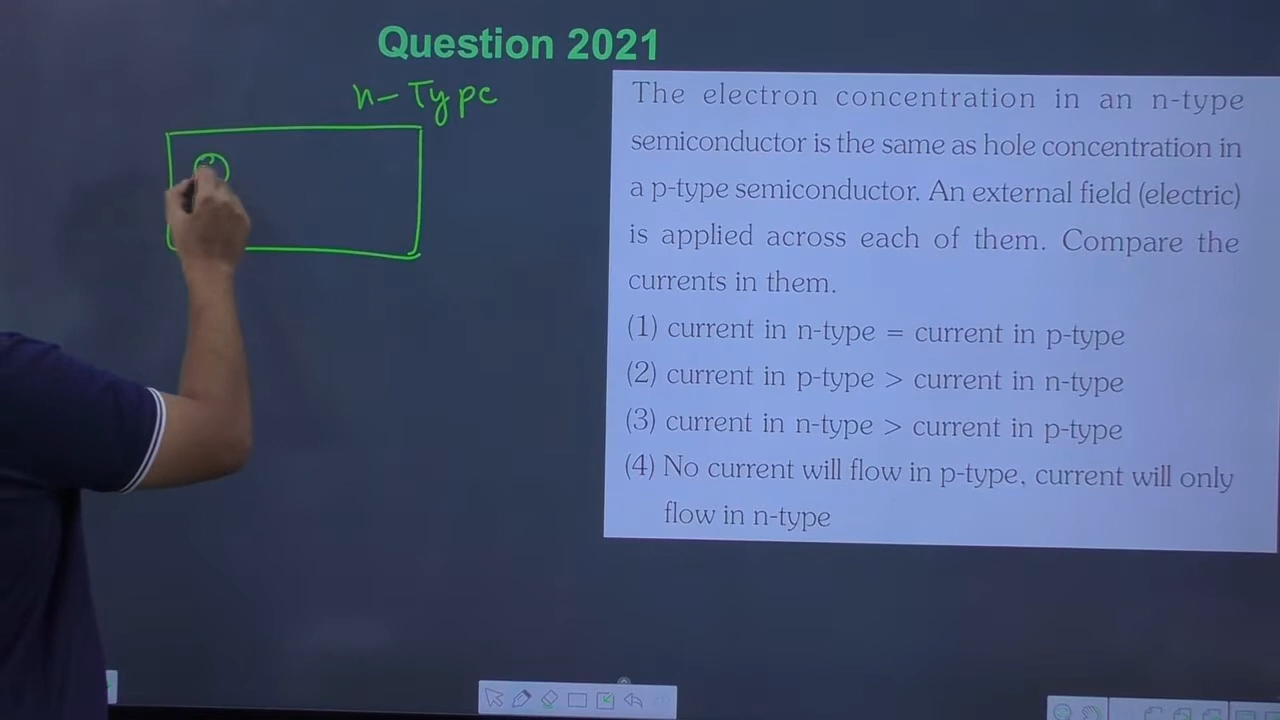 Question 2021
n-Type
The electron concentration in an n-type
semiconductor is the same as hole concentration in
a p-type semiconductor. An external field (electric)
is applied across each of them. Compare the
currents in them.
(1) current in n-type = current in p-type
(2) current in p-type > current in n-type
(3) current in n-type > current in p-type
(4) No current will flow in p-type, current will only
flow in n-type